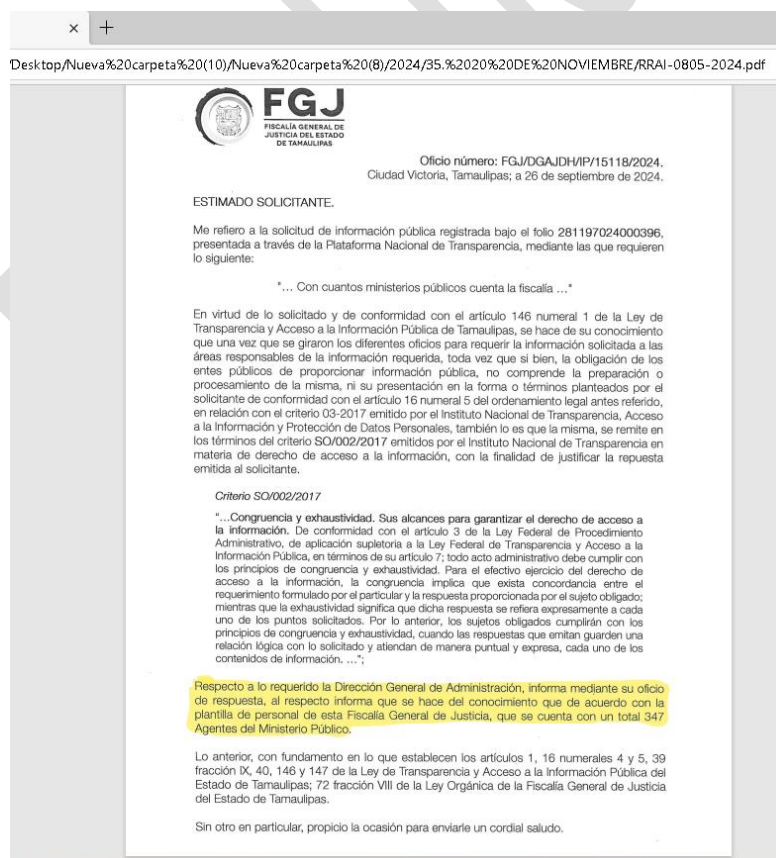 × +
/Desktop/Nueva%20carpeta%20(10)/Nueva%20carpeta%20(8)/2024/35.%2020%20DE%20NOVIEMBRE/RRAI-0805-2024.pdf
FGJ
FISCALÍA GENERAL DE
JUSTICIA DEL ESTADO
DE TAMAULIPAS
Oficio número: FGJ/DGAJDH/IP/15118/2024.
Ciudad Victoria, Tamaulipas; a 26 de septiembre de 2024.
ESTIMADO SOLICITANTE.
Me refiero a la solicitud de información pública registrada bajo el folio 281197024000396,
presentada a través de la Plataforma Nacional de Transparencia, mediante las que requieren
lo siguiente:
"... Con cuantos ministerios públicos cuenta la fiscalía ..."
En virtud de lo solicitado y de conformidad con el artículo 146 numeral 1 de la Ley de
Transparencia y Acceso a la Información Pública de Tamaulipas, se hace de su conocimiento
que una vez que se giraron los diferentes oficios para requerir la información solicitada a las
áreas responsables de la información requerida, toda vez que si bien, la obligación de los
entes públicos de proporcionar información pública, no comprende la preparación o
procesamiento de la misma, ni su presentación en la forma o términos planteados por el
solicitante de conformidad con el artículo 16 numeral 5 del ordenamiento legal antes referido,
en relación con el criterio 03-2017 emitido por el Instituto Nacional de Transparencia, Acceso
a la Información y Protección de Datos Personales, también lo es que la misma, se remite en
los términos del criterio SO/002/2017 emitidos por el Instituto Nacional de Transparencia en
materia de derecho de acceso a la información, con la finalidad de justificar la repuesta
emitida al solicitante.
Criterio SO/002/2017
"...Congruencia y exhaustividad. Sus alcances para garantizar el derecho de acceso a
la información. De conformidad con el artículo 3 de la Ley Federal de Procedimiento
Administrativo, de aplicación supletoria a la Ley Federal de Transparencia y Acceso a la
Información Pública, en términos de su artículo 7; todo acto administrativo debe cumplir con
los principios de congruencia y exhaustividad. Para el efectivo ejercicio del derecho de
acceso a la información, la congruencia implica que exista concordancia entre el
requerimiento formulado por el particular y la respuesta proporcionada por el sujeto obligado;
mientras que la exhaustividad significa que dicha respuesta se refiera expresamente a cada
uno de los puntos solicitados. Por lo anterior, los sujetos obligados cumplirán con los
principios de congruencia y exhaustividad, cuando las respuestas que emitan guarden una
relación lógica con lo solicitado y atiendan de manera puntual y expresa, cada uno de los
contenidos de información. ...";
Respecto a lo requerido la Dirección General de Administración, informa mediante su oficio
de respuesta, al respecto informa que se hace del conocimiento que de acuerdo con la
plantilla de personal de esta Fiscalía General de Justicia, que se cuenta con un total 347
Agentes del Ministerio Público.
Lo anterior, con fundamento en lo que establecen los artículos 1, 16 numerales 4 y 5, 39
fracción IX, 40, 146 y 147 de la Ley de Transparencia y Acceso a la Información Pública del
Estado de Tamaulipas; 72 fracción VIII de la Ley Orgánica de la Fiscalía General de Justicia
del Estado de Tamaulipas.
Sin otro en particular, propicio la ocasión para enviarle un cordial saludo.